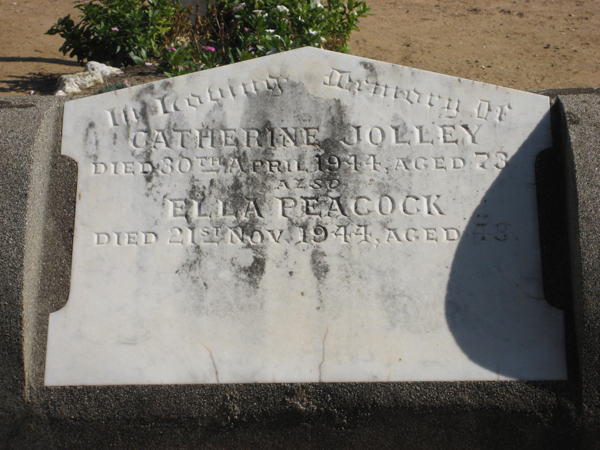 In Loving Memory Of
CATHERINE JOLLEY
DIED 30TH APRIL 1944, AGED 73
ALSO
ELLA PEACOCK
DIED 21ST NOV. 1944, AGED 43.